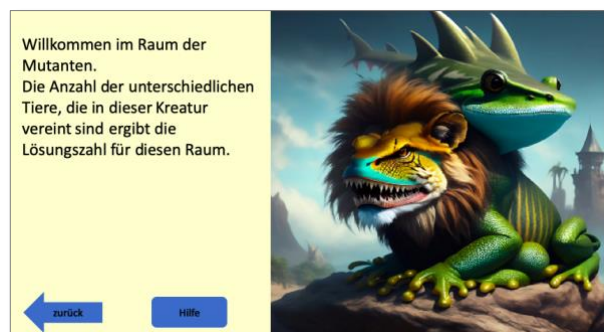 Willkommen im Raum der
Mutanten.
Die Anzahl der unterschiedlichen
Tiere, die in dieser Kreatur
vereint sind ergibt die
Lösungszahl für diesen Raum.
zurück
Hilfe